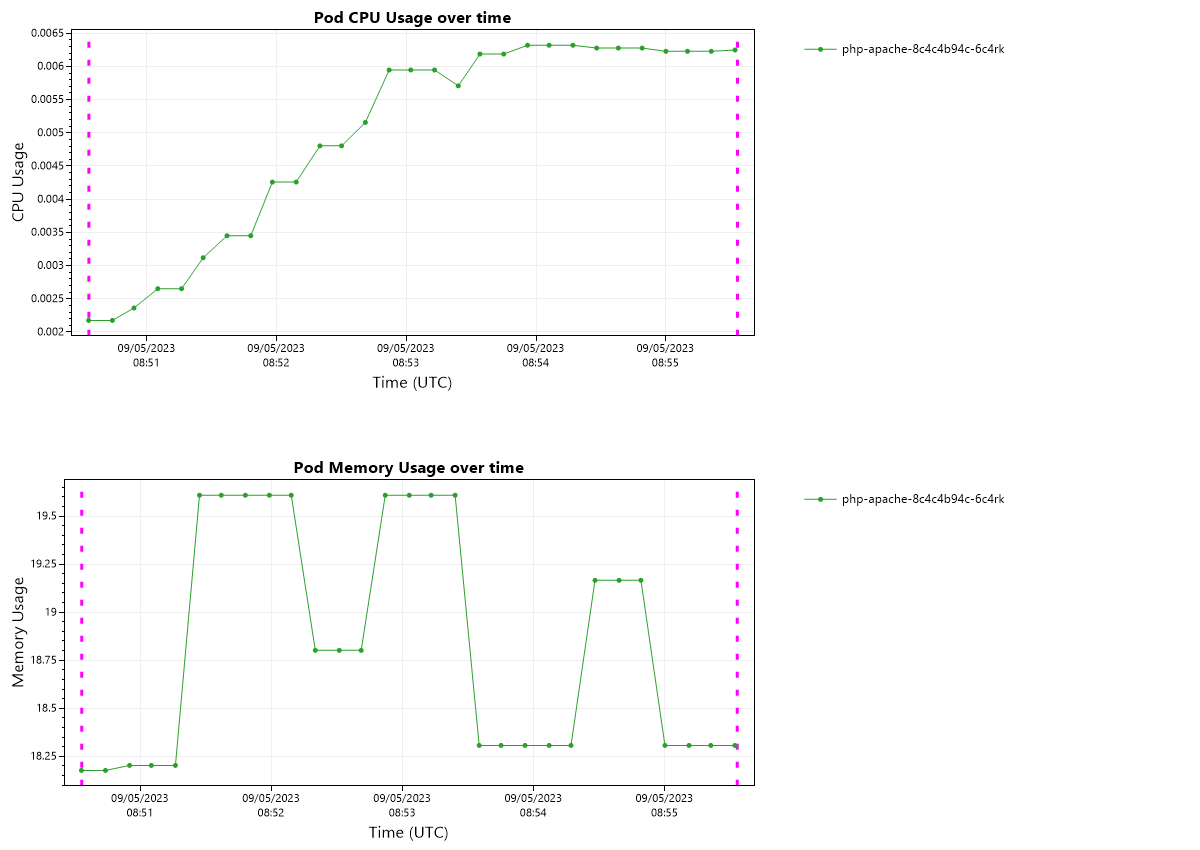 Pod CPU Usage over time
php-apache-8c4c4b94c-6c4rk
CPU Usage
0.0065
0.006
0.0055
0.005
0.0045
0.004
0.0035
0.003
0.0025
0.002
09/05/2023 09/05/2023 09/05/2023 09/05/2023 09/05/2023
08:51 08:52 08:53 08:54 08:55
Time (UTC)
Pod Memory Usage over time
php-apache-8c4c4b94c-6c4rk
Memory Usage
19.5
19.25
19
18.75
18.5
18.25
09/05/2023 09/05/2023 09/05/2023 09/05/2023 09/05/2023
08:51 08:52 08:53 08:54 08:55
Time (UTC)